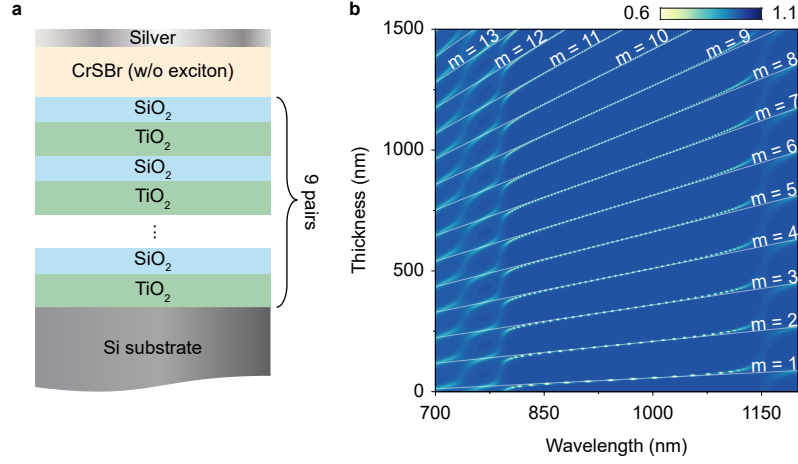 a
Silver
CrSBr (w/o exciton)
SiO₂
TiO₂
SiO₂
TiO₂
⋮
SiO₂
TiO₂
Si substrate
9 pairs
b
0.6
1.1
Thickness (nm)
1500
1000
500
0
m = 13
m = 12
m = 11
m = 10
m = 9
m = 8
m = 7
m = 6
m = 5
m = 4
m = 3
m = 2
m = 1
700
850
1000
1150
Wavelength (nm)